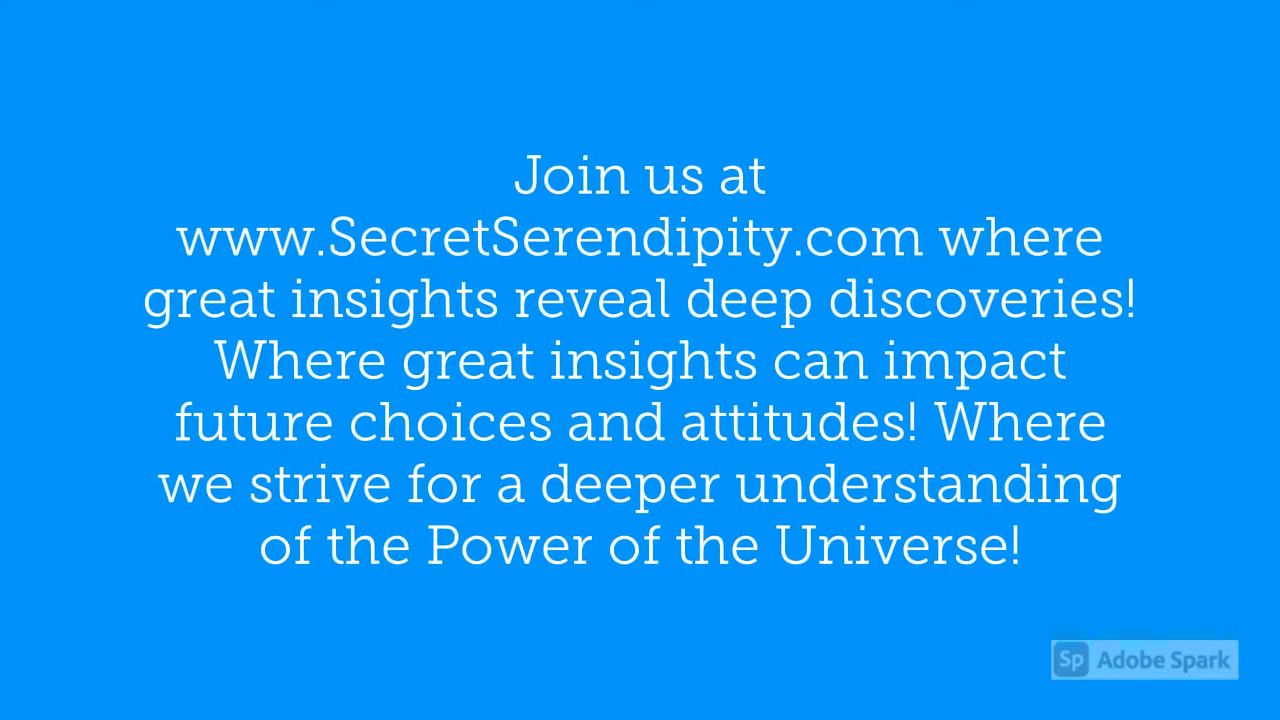 Join us at
www.SecretSerendipity.com where
great insights reveal deep discoveries!
Where great insights can impact
future choices and attitudes! Where
we strive for a deeper understanding
of the Power of the Universe!
Sp Adobe Spark